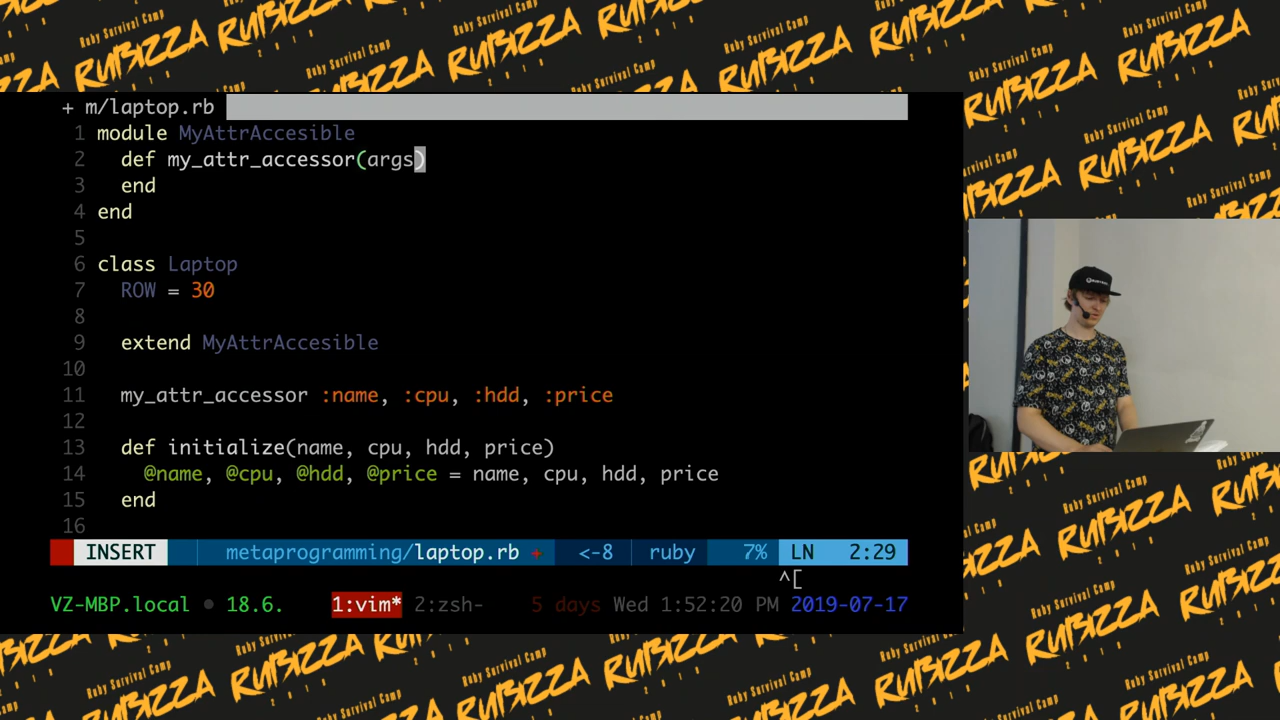 + m/laptop.rb
1 module MyAttrAccesible
2 def my_attr_accessor(args)
3 end
4 end
5
6 class Laptop
7 ROW = 30
8
9 extend MyAttrAccesible
10
11 my_attr_accessor :name, :cpu, :hdd, :price
12
13 def initialize(name, cpu, hdd, price)
14 @name, @cpu, @hdd, @price = name, cpu, hdd, price
15 end
16
INSERT metaprogramming/laptop.rb + <-8 ruby 7% LN 2:29
^[
VZ-MBP.local • 18.6. 1:vim* 2:zsh- 5 days Wed 1:52:20 PM 2019-07-17
Ruby Survival Camp
RUBIZZA
2019